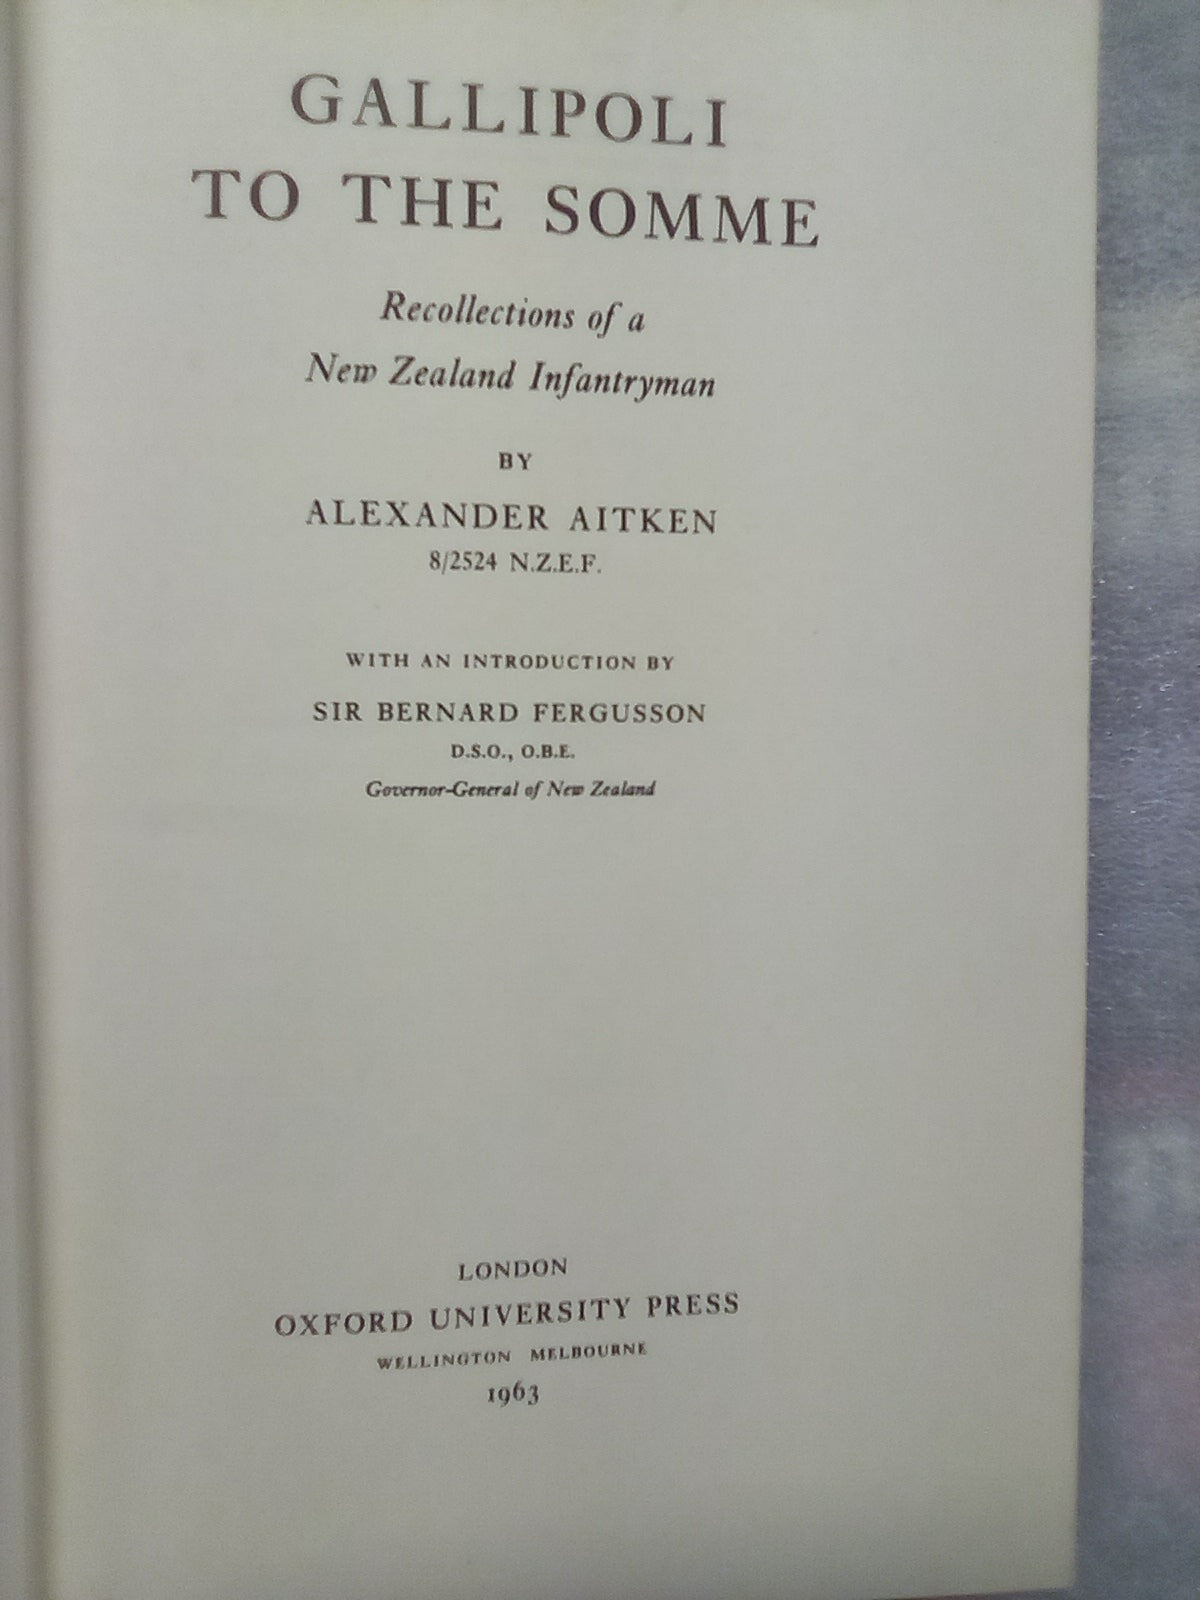 GALLIPOLI
TO THE SOMME
Recollections of a
New Zealand Infantryman
BY
ALEXANDER AITKEN
8/2524 N.Z.E.F.
WITH AN INTRODUCTION BY
SIR BERNARD FERGUSSON
D.S.O., O.B.E.
Governor-General of New Zealand
LONDON
OXFORD UNIVERSITY PRESS
WELLINGTON MELBOURNE
1963